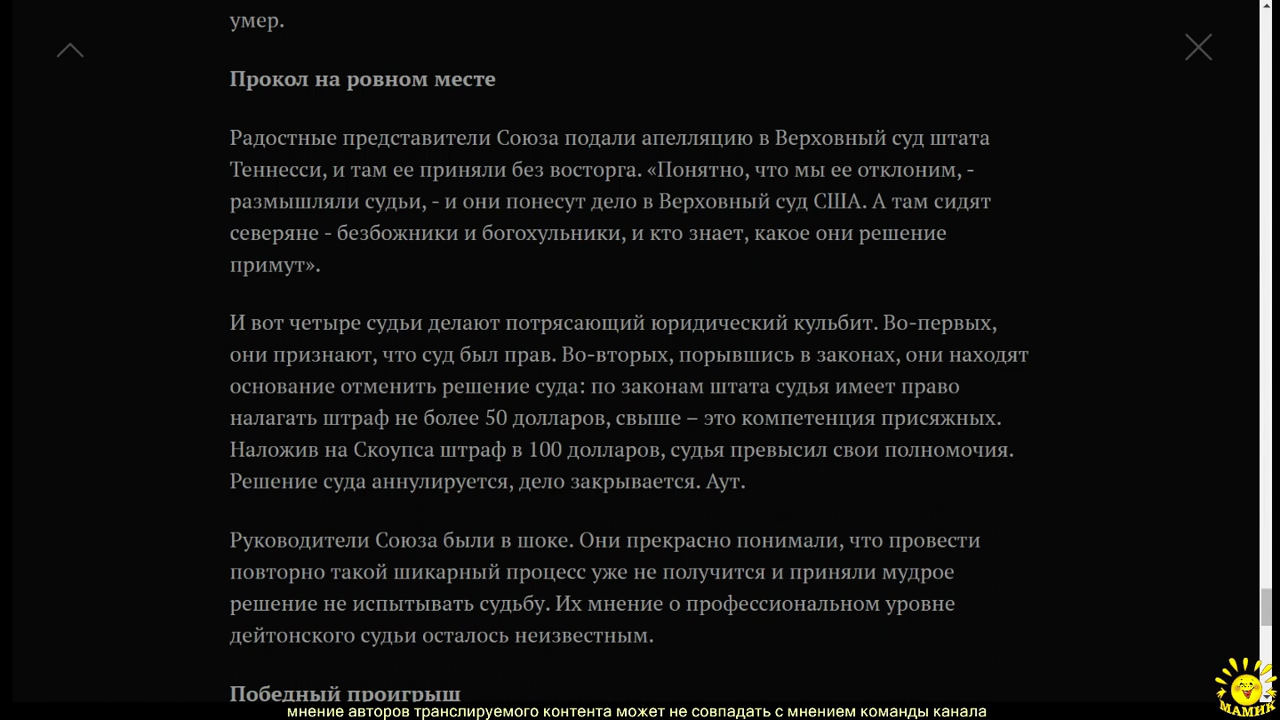 умер.
Прокол на ровном месте
Радостные представители Союза подали апелляцию в Верховный суд штата
Теннесси, и там ее приняли без восторга. «Понятно, что мы ее отклоним, -
размышляли судьи, - и они понесут дело в Верховный суд США. А там сидят
северяне - безбожники и богохульники, и кто знает, какое они решение
примут».
И вот четыре судьи делают потрясающий юридический кульбит. Во-первых,
они признают, что суд был прав. Во-вторых, порывшись в законах, они находят
основание отменить решение суда: по законам штата судья имеет право
налагать штраф не более 50 долларов, свыше – это компетенция присяжных.
Наложив на Скоупса штраф в 100 долларов, судья превысил свои полномочия.
Решение суда аннулируется, дело закрывается. Аут.
Руководители Союза были в шоке. Они прекрасно понимали, что провести
повторно такой шикарный процесс уже не получится и приняли мудрое
решение не испытывать судьбу. Их мнение о профессиональном уровне
дейтонского судьи осталось неизвестным.
Победный проигрыш
мнение авторов транслируемого контента может не совпадать с мнением команды канала
МАМИК